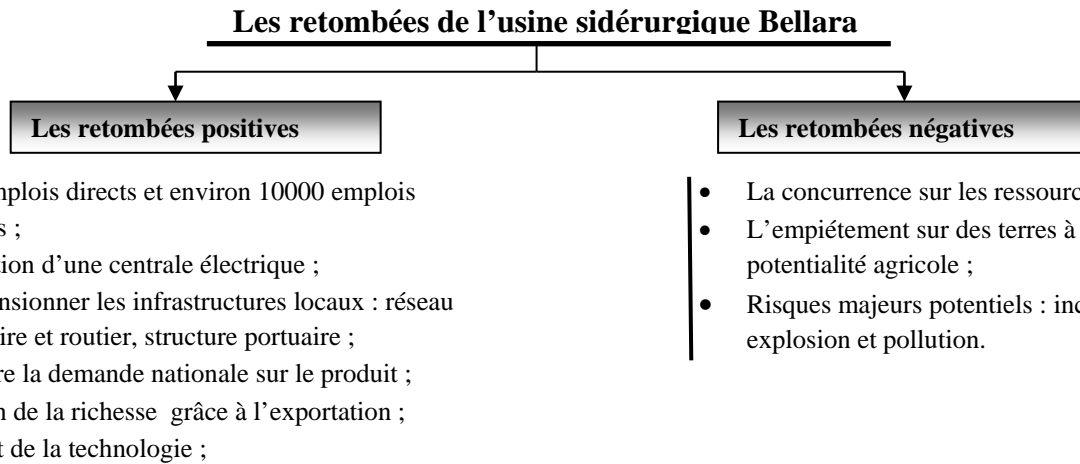 Les retombées de l’usine sidérurgique Bellara
Les retombées positives
mplois directs et environ 10000 emplois
s ;
tion d’une centrale électrique ;
nsionner les infrastructures locaux : réseau
ire et routier, structure portuaire ;
re la demande nationale sur le produit ;
n de la richesse grâce à l’exportation ;
t de la technologie ;
Les retombées négatives
• La concurrence sur les ressourc
• L’empiétement sur des terres à
potentialité agricole ;
• Risques majeurs potentiels : inc
explosion et pollution.